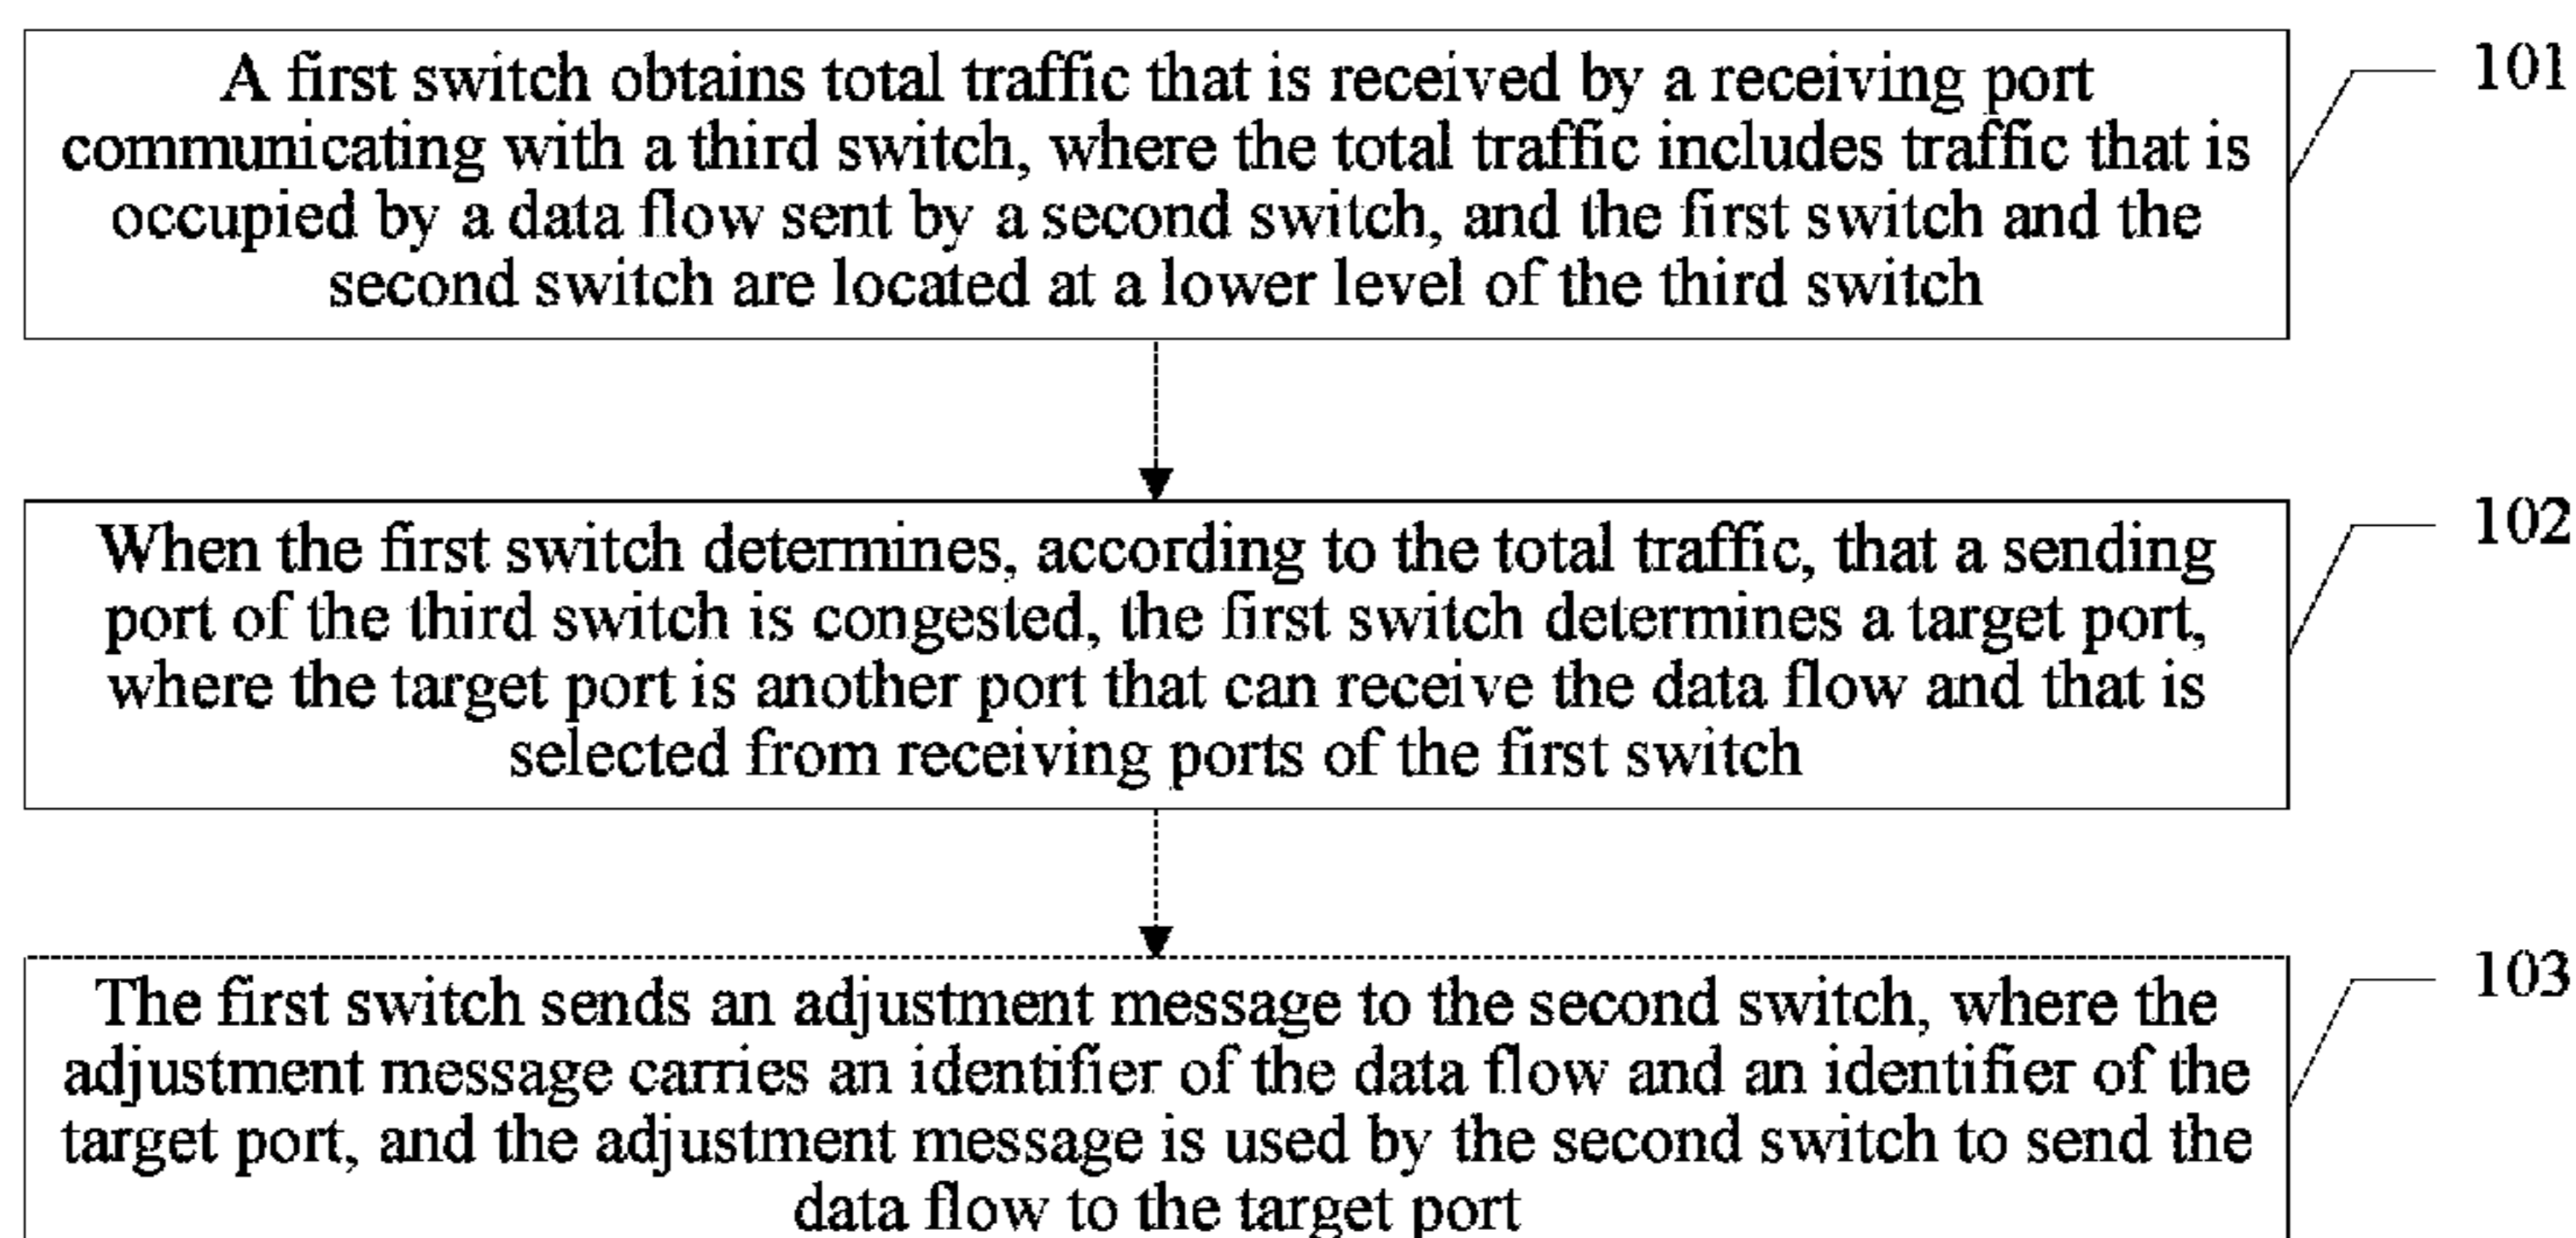 A first switch obtains total traffic that is received by a receiving port
communicating with a third switch, where the total traffic includes traffic that is
occupied by a data flow sent by a second switch, and the first switch and the
second switch are located at a lower level of the third switch
101
When the first switch determines, according to the total traffic, that a sending
port of the third switch is congested, the first switch determines a target port,
where the target port is another port that can receive the data flow and that is
selected from receiving ports of the first switch
102
The first switch sends an adjustment message to the second switch, where the
adjustment message carries an identifier of the data flow and an identifier of the
target port, and the adjustment message is used by the second switch to send the
data flow to the target port
103